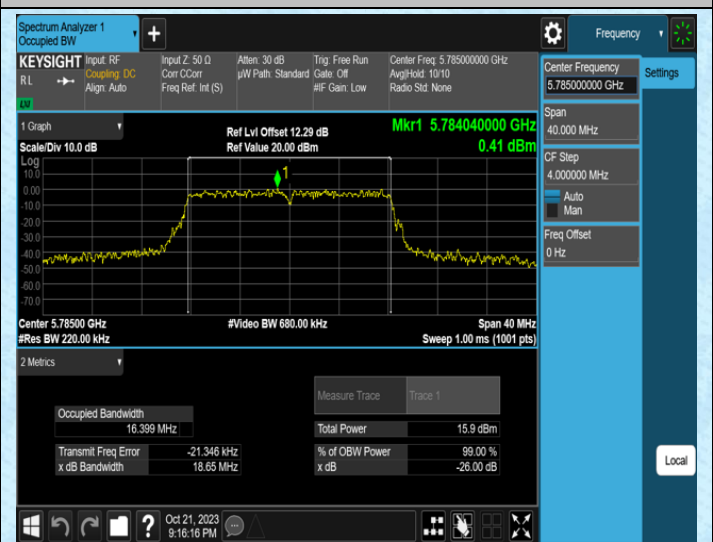 Spectrum Analyzer 1
Occupied BW
Frequency
KEYSIGHT
R L
LXI
Input: RF
Coupling: DC
Align: Auto
Input Z: 50 Ω
Corr CCorr
Freq Ref: Int (S)
Atten: 30 dB
µW Path: Standard
Trig: Free Run
Gate: Off
#IF Gain: Low
Center Freq: 5.785000000 GHz
Avg|Hold: 10/10
Radio Std: None
Center Frequency
5.785000000 GHz
Settings
Span
40.000 MHz
CF Step
4.000000 MHz
Auto
Man
Freq Offset
0 Hz
1 Graph
Scale/Div 10.0 dB
Ref Lvl Offset 12.29 dB
Ref Value 20.00 dBm
Mkr1 5.784040000 GHz
0.41 dBm
Log
10.0
0.00
-10.0
-20.0
-30.0
-40.0
-50.0
-60.0
-70.0
1
Center 5.78500 GHz
#Video BW 680.00 kHz
Span 40 MHz
#Res BW 220.00 kHz
Sweep 1.00 ms (1001 pts)
2 Metrics
Measure Trace
Trace 1
Occupied Bandwidth
16.399 MHz
Total Power
15.9 dBm
Transmit Freq Error
-21.346 kHz
% of OBW Power
99.00 %
x dB Bandwidth
18.65 MHz
x dB
-26.00 dB
Local
?
Oct 21, 2023
9:16:16 PM